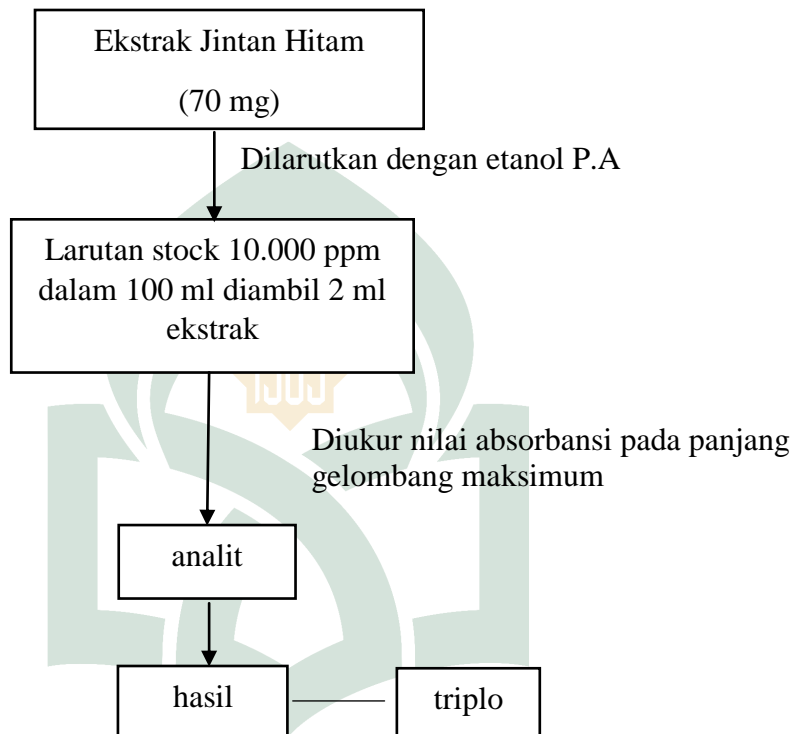 Ekstrak Jintan Hitam
(70 mg)
Dilarutkan dengan etanol P.A
Larutan stock 10.000 ppm
dalam 100 ml diambil 2 ml
ekstrak
Diukur nilai absorbansi pada panjang
gelombang maksimum
analit
hasil
triplo